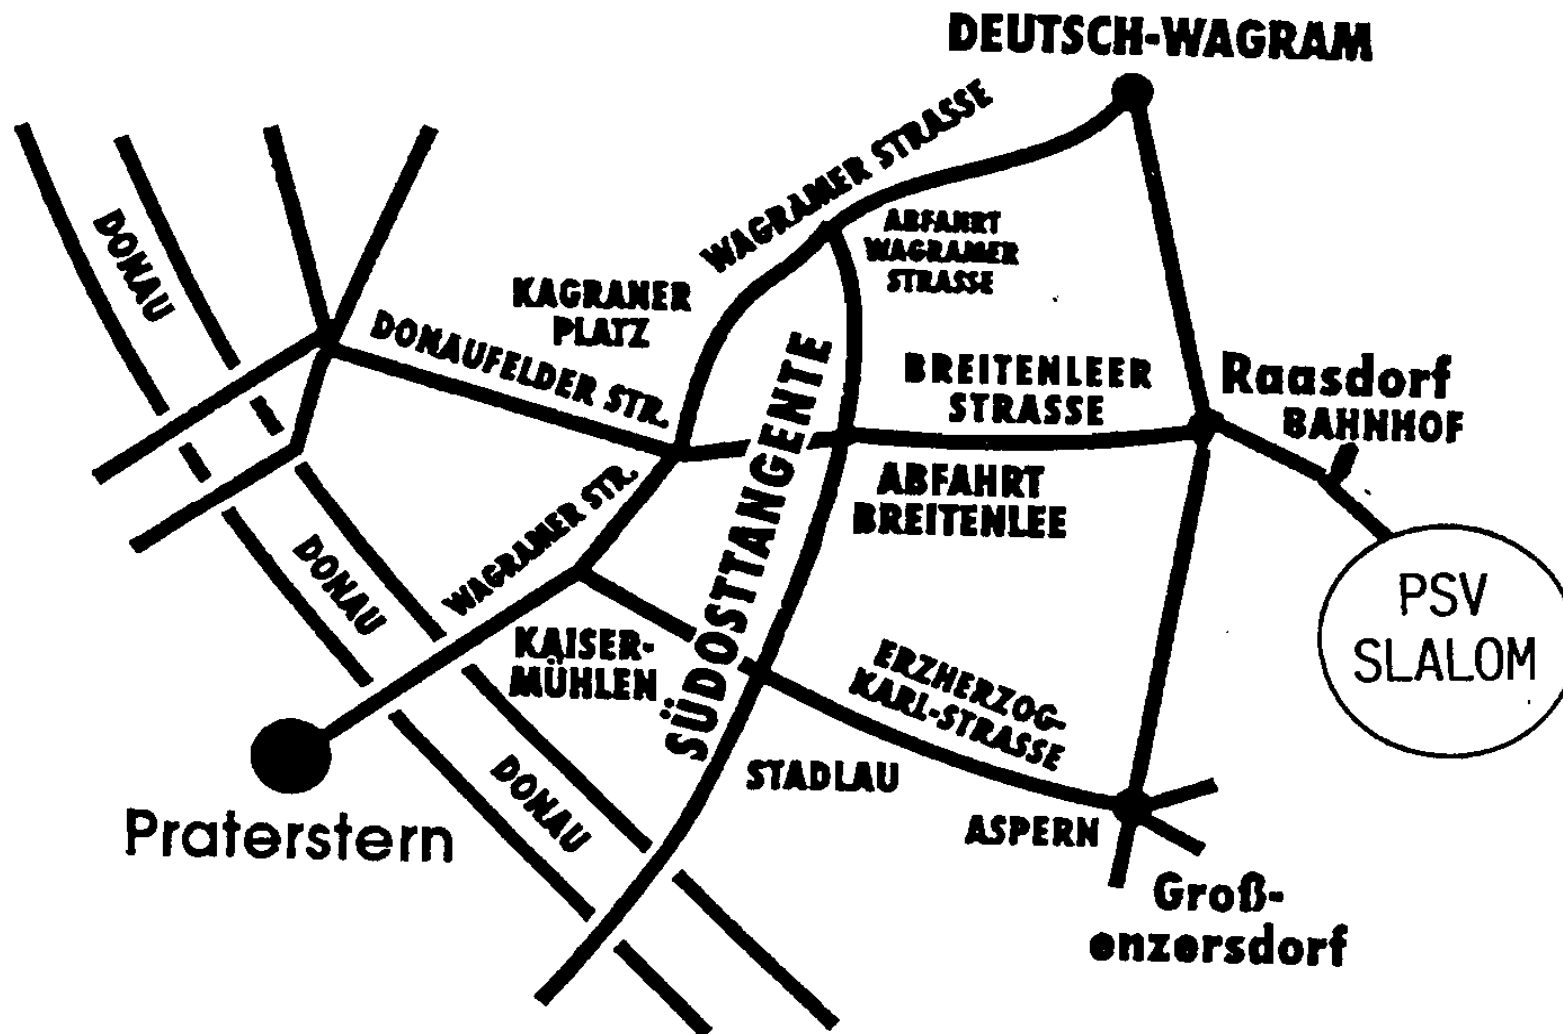 DEUTSCH-WAGRAM
WAGRAMER STRASSE
DONAU
ABFAHRT
WAGRAMER
STRASSE
KAGRANER
PLATZ
DONAUFELDER STR.
BREITENLEER
STRASSE
Raasdorf
BAHNHOF
SÜDOSTTANGENTE
WAGRAMER STR.
ABFAHRT
BREITENLEE
DONAU
PSV
SLALOM
KAISER-
MÜHLEN
ERZHERZOG-
KARL-STRASSE
STADLAU
DONAU
Praterstern
ASPERN
Groß-
enzersdorf